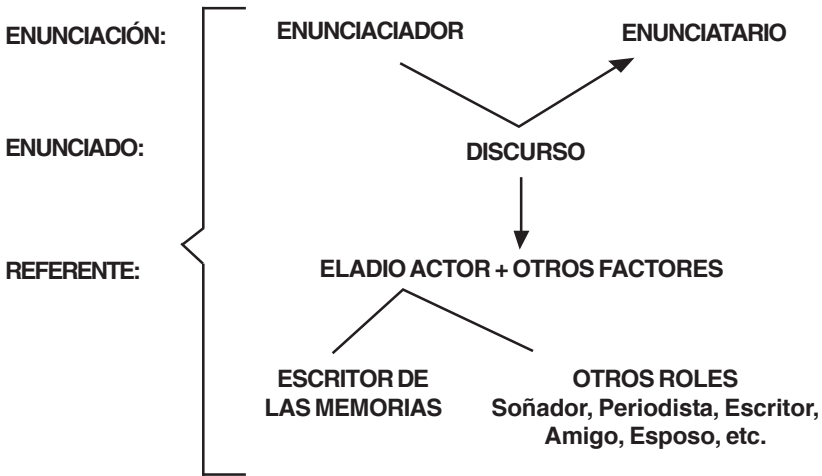 ENUNCIACIÓN:
ENUNCIACIADOR
ENUNCIATARIO
ENUNCIADO:
DISCURSO
REFERENTE:
ELADIO ACTOR + OTROS FACTORES
ESCRITOR DE
LAS MEMORIAS
OTROS ROLES
Soñador, Periodista, Escritor,
Amigo, Esposo, etc.